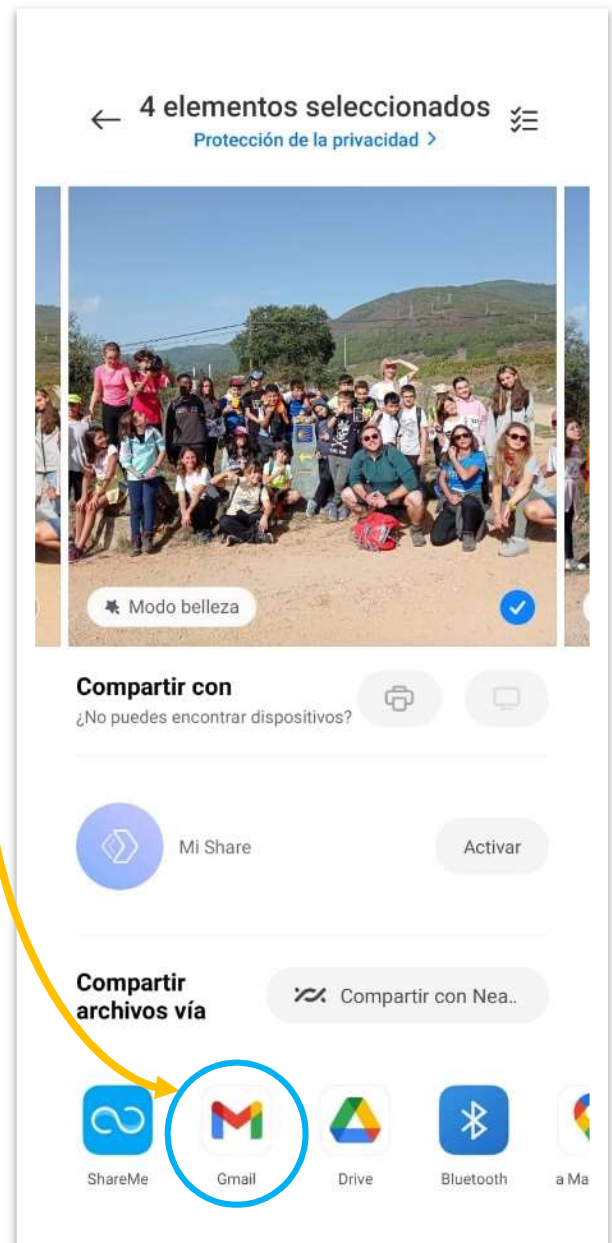 4 elementos seleccionados
Protección de la privacidad >
Modo belleza
Compartir con
¿No puedes encontrar dispositivos?
Mi Share
Activar
Compartir
archivos vía
Compartir con Nea..
ShareMe
Gmail
Drive
Bluetooth
a Ma